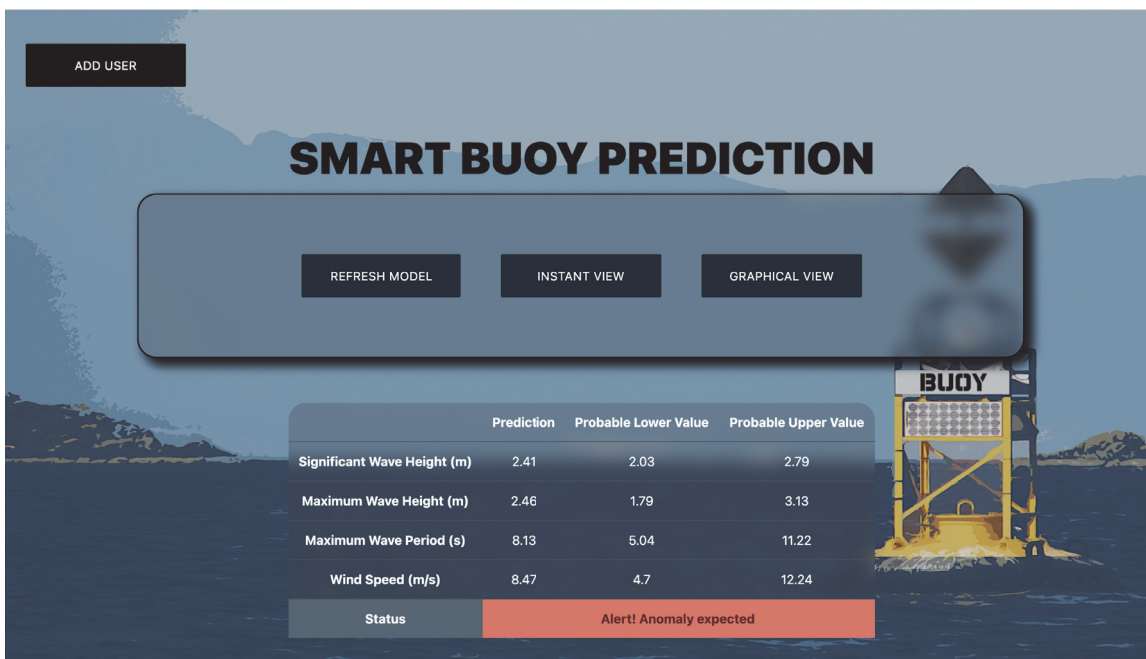 ADD USER
SMART BUOY PREDICTION
REFRESH MODEL INSTANT VIEW GRAPHICAL VIEW
BUOY
Prediction Probable Lower Value Probable Upper Value
Significant Wave Height (m) 2.41 2.03 2.79
Maximum Wave Height (m) 2.46 1.79 3.13
Maximum Wave Period (s) 8.13 5.04 11.22
Wind Speed (m/s) 8.47 4.7 12.24
Status Alert! Anomaly expected